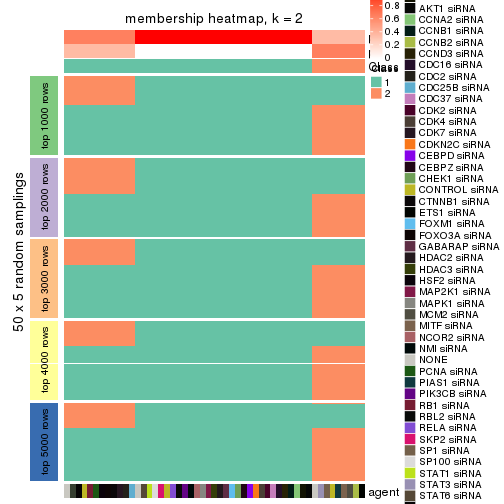 membership heatmap, k = 2
0.8
0.6
0.4
0.2
0
Class
1
2
50 x 5 random samplings
top 1000 rows
top 2000 rows
top 3000 rows
top 4000 rows
top 5000 rows
agent
AKT1 siRNA
CCNA2 siRNA
CCNB1 siRNA
CCNB2 siRNA
CCND3 siRNA
CDC16 siRNA
CDC2 siRNA
CDC25B siRNA
CDC37 siRNA
CDK2 siRNA
CDK4 siRNA
CDK7 siRNA
CDKN2C siRNA
CEBPD siRNA
CEBPZ siRNA
CHEK1 siRNA
CONTROL siRNA
CTNNB1 siRNA
ETS1 siRNA
FOXM1 siRNA
FOXO3A siRNA
GABARAP siRNA
HDAC2 siRNA
HDAC3 siRNA
HSF2 siRNA
MAP2K1 siRNA
MAPK1 siRNA
MCM2 siRNA
MITF siRNA
NCOR2 siRNA
NMI siRNA
NONE
PCNA siRNA
PIAS1 siRNA
PIK3CB siRNA
RB1 siRNA
RBL2 siRNA
RELA siRNA
SKP2 siRNA
SP1 siRNA
SP100 siRNA
STAT1 siRNA
STAT3 siRNA
STAT6 siRNA